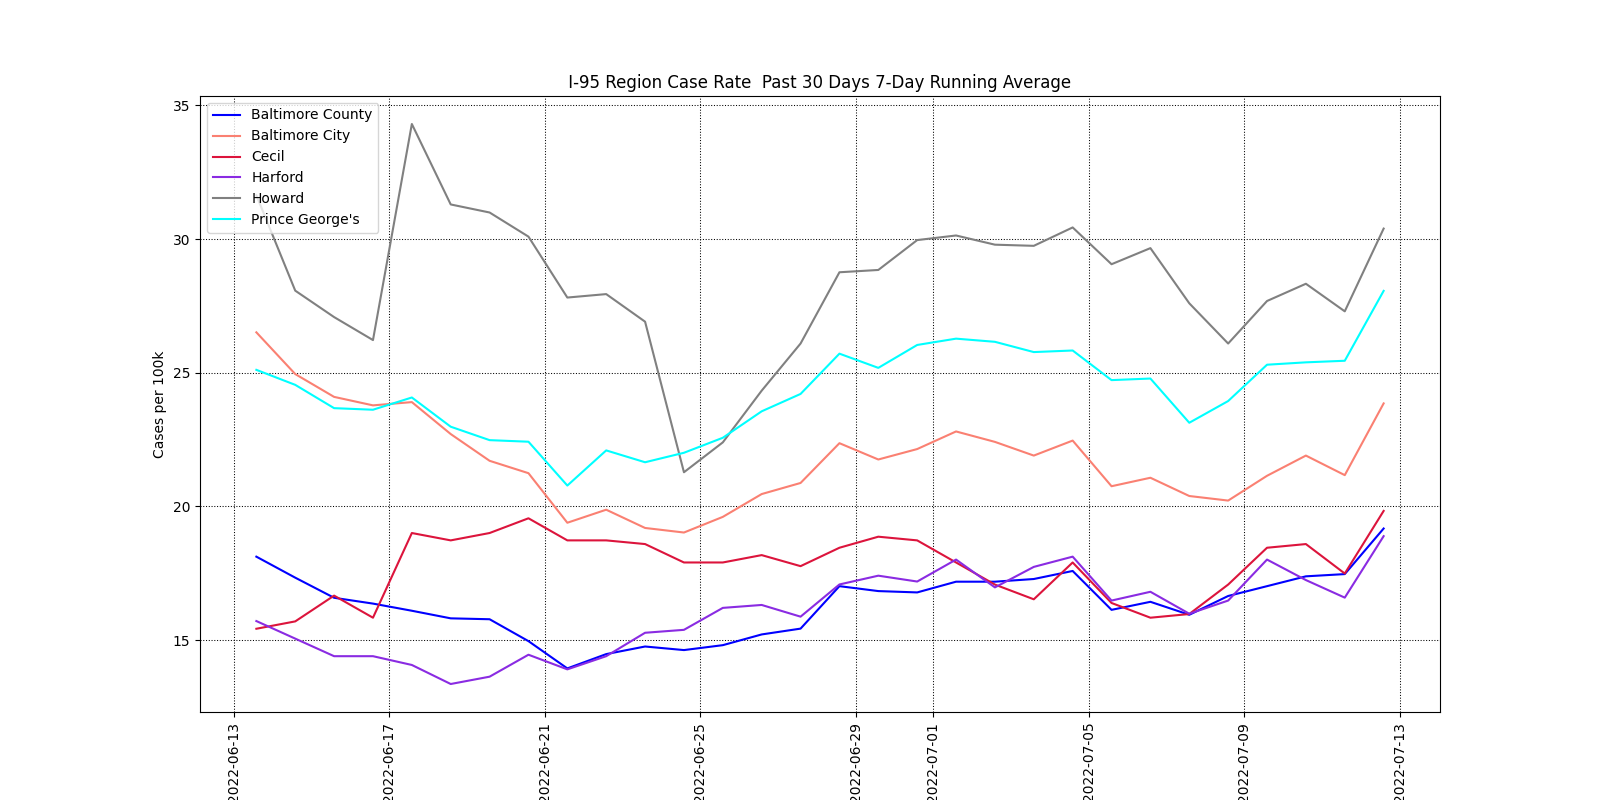 I-95 Region Case Rate  Past 30 Days 7-Day Running Average
Baltimore County
Baltimore City
Cecil
Harford
Howard
Prince George's
Cases per 100k
35
30
25
20
15
2022-06-13
2022-06-17
2022-06-21
2022-06-25
2022-06-29
2022-07-01
2022-07-05
2022-07-09
2022-07-13